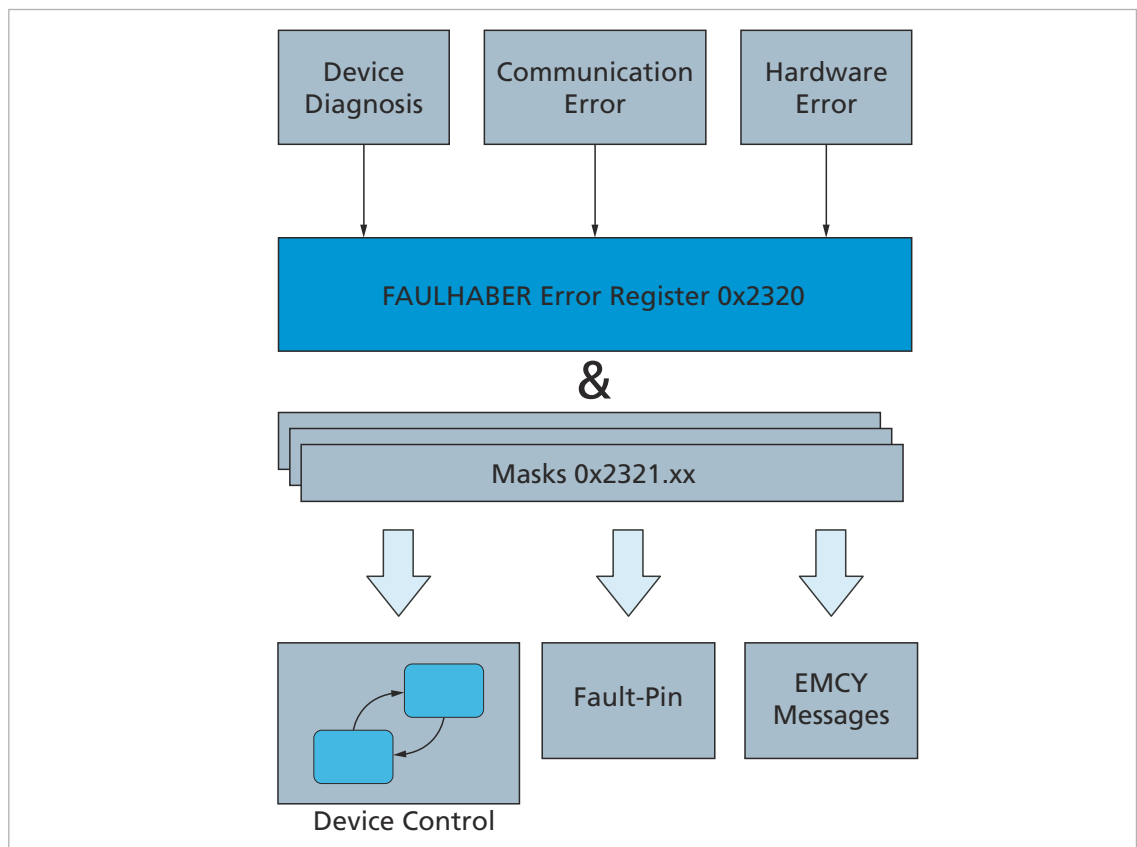 Device
Diagnosis
Communication
Error
Hardware
Error
FAULHABER Error Register 0x2320
&
Masks 0x2321.xx
Fault-Pin
EMCY
Messages
Device Control